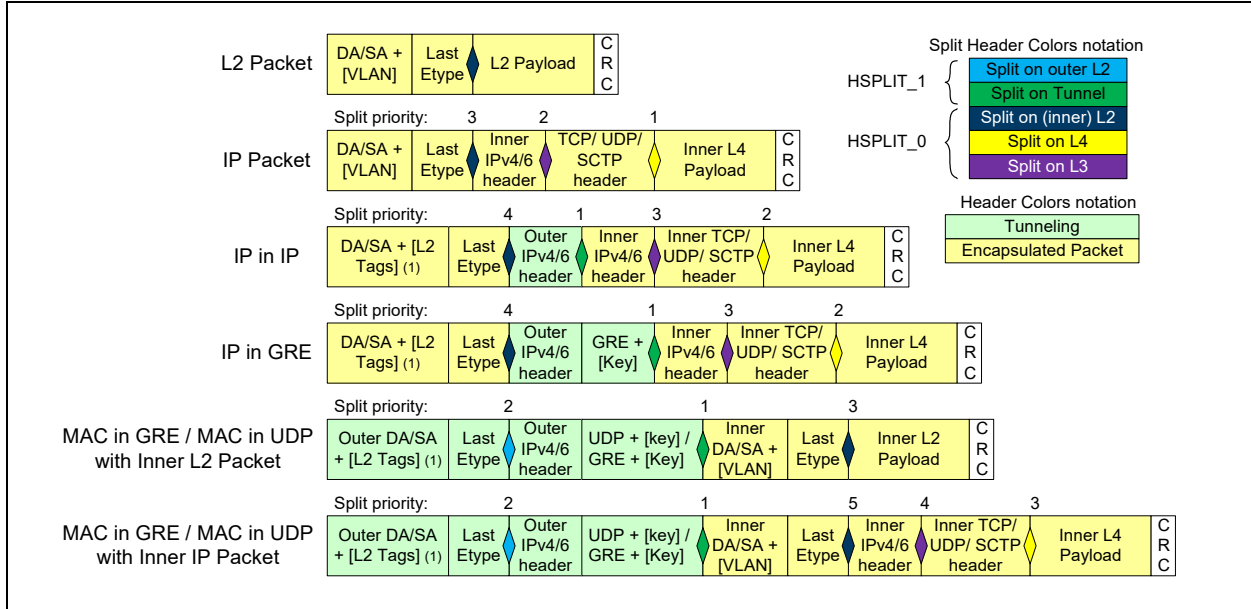 Split Header Colors notation
HSPLIT_1
Split on outer L2
Split on Tunnel
HSPLIT_0
Split on (inner) L2
Split on L4
Split on L3
Header Colors notation
Tunneling
Encapsulated Packet
L2 Packet
DA/SA +
[VLAN]
Last
Etype
L2 Payload
C
R
C
Split priority:
3
2
1
IP Packet
DA/SA +
[VLAN]
Last
Etype
Inner
IPv4/6
header
TCP/ UDP/
SCTP
header
Inner L4
Payload
C
R
C
Split priority:
4
1
3
2
IP in IP
DA/SA + [L2
Tags] (1)
Last
Etype
Outer
IPv4/6
header
Inner
IPv4/6
header
Inner TCP/
UDP/ SCTP
header
Inner L4
Payload
C
R
C
Split priority:
4
1
3
2
IP in GRE
DA/SA + [L2
Tags] (1)
Last
Etype
Outer
IPv4/6
header
GRE +
[Key]
Inner
IPv4/6
header
Inner TCP/
UDP/ SCTP
header
Inner L4
Payload
C
R
C
Split priority:
2
1
3
MAC in GRE / MAC in UDP
with Inner L2 Packet
Outer DA/SA
+ [L2 Tags] (1)
Last
Etype
Outer
IPv4/6
header
UDP + [key] /
GRE + [Key]
Inner
DA/SA +
[VLAN]
Last
Etype
Inner L2
Payload
C
R
C
Split priority:
2
1
5
4
3
MAC in GRE / MAC in UDP
with Inner IP Packet
Outer DA/SA
+ [L2 Tags] (1)
Last
Etype
Outer
IPv4/6
header
UDP + [key] /
GRE + [Key]
Inner
DA/SA +
[VLAN]
Last
Etype
Inner
IPv4/6
header
Inner TCP/
UDP/ SCTP
header
Inner L4
Payload
C
R
C